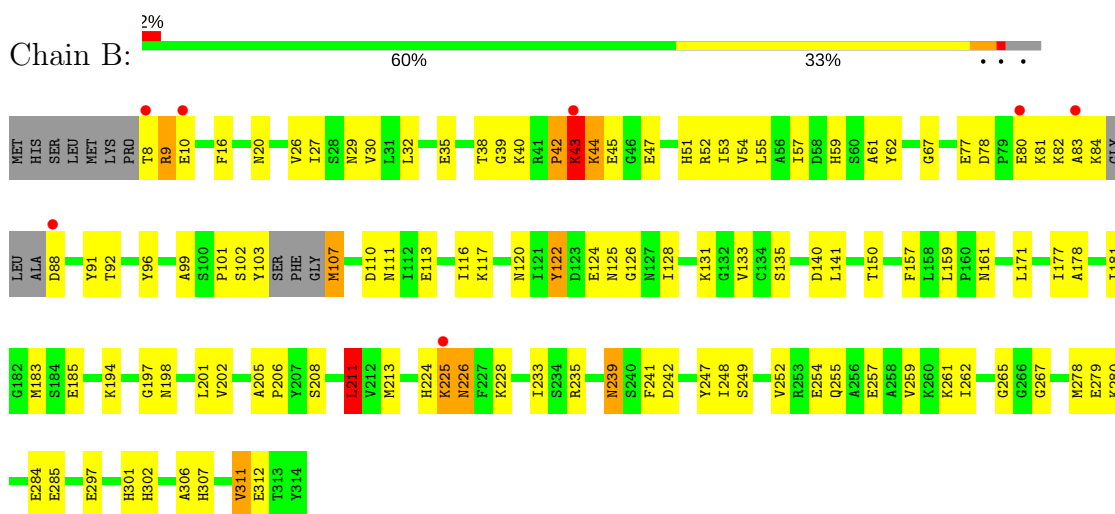 2%
Chain B:
60% 33% • • •
MET HIS SER LEU MET LYS PRO T8 R9 E10 F16 N20 V26 I27 S28 N29 V30 L31 L32 E35 T38 G39 K40 R41 P42 K43 K44 E45 G46 E47 H51 R52 I53 V54 L55 A56 I57 D58 H59 S60 A61 Y62 G67 E77 D78 P79 E80 K81 K82 A83 K84 GLY
LEU ALA D88 Y91 T92 Y96 A99 S100 P101 S102 Y103 SER PHE GLY M107 D110 N111 I112 E113 I116 K117 N120 I121 Y122 D123 E124 N125 G126 N127 I128 K131 G132 V133 C134 S135 D140 L141 T150 F157 L158 L159 P160 N161 L171 I177 A178
G182 M183 S184 E185 K194 G197 N198 L201 V202 A205 P206 Y207 S208 L211 V212 M213 H224 K225 N226 F227 K228 I233 S234 R235 N239 S240 F241 D242 Y247 I248 S249 V252 R253 E254 Q255 A256 E257 A258 V259 K260 K261 I262 G265 G266 G267 M278 E279
E284 E285 E297 H301 H302 A306 H307 V311 E312 T313 Y314